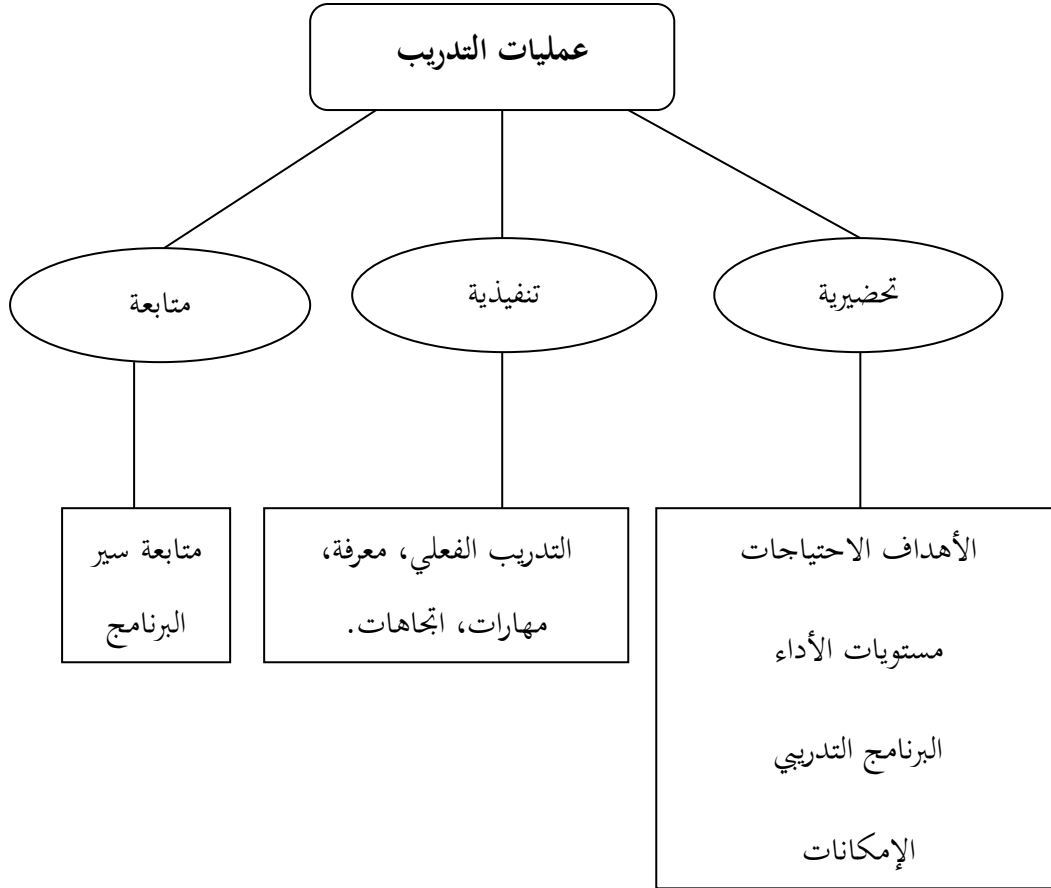 عمليات التدريب
تحضيرية
تنفيذية
متابعة
الأهداف الاحتياجات
مستويات الأداء
البرنامج التدريبي
الإمكانات
التدريب الفعلي، معرفة،
مهارات، اتجاهات.
متابعة سير
البرنامج